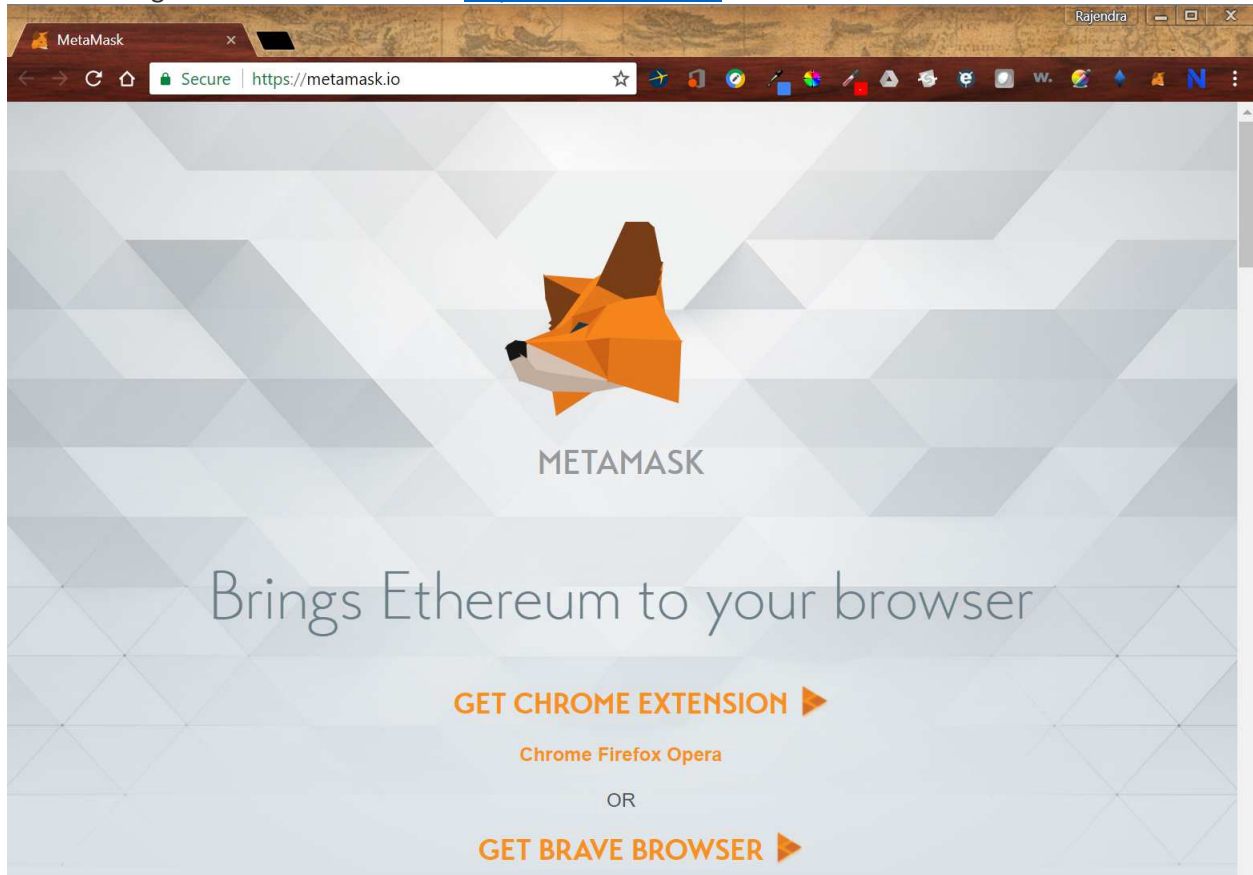 Rajendra
MetaMask
Secure | https://metamask.io
W. N
METAMASK
Brings Ethereum to your browser
GET CHROME EXTENSION
Chrome Firefox Opera
OR
GET BRAVE BROWSER